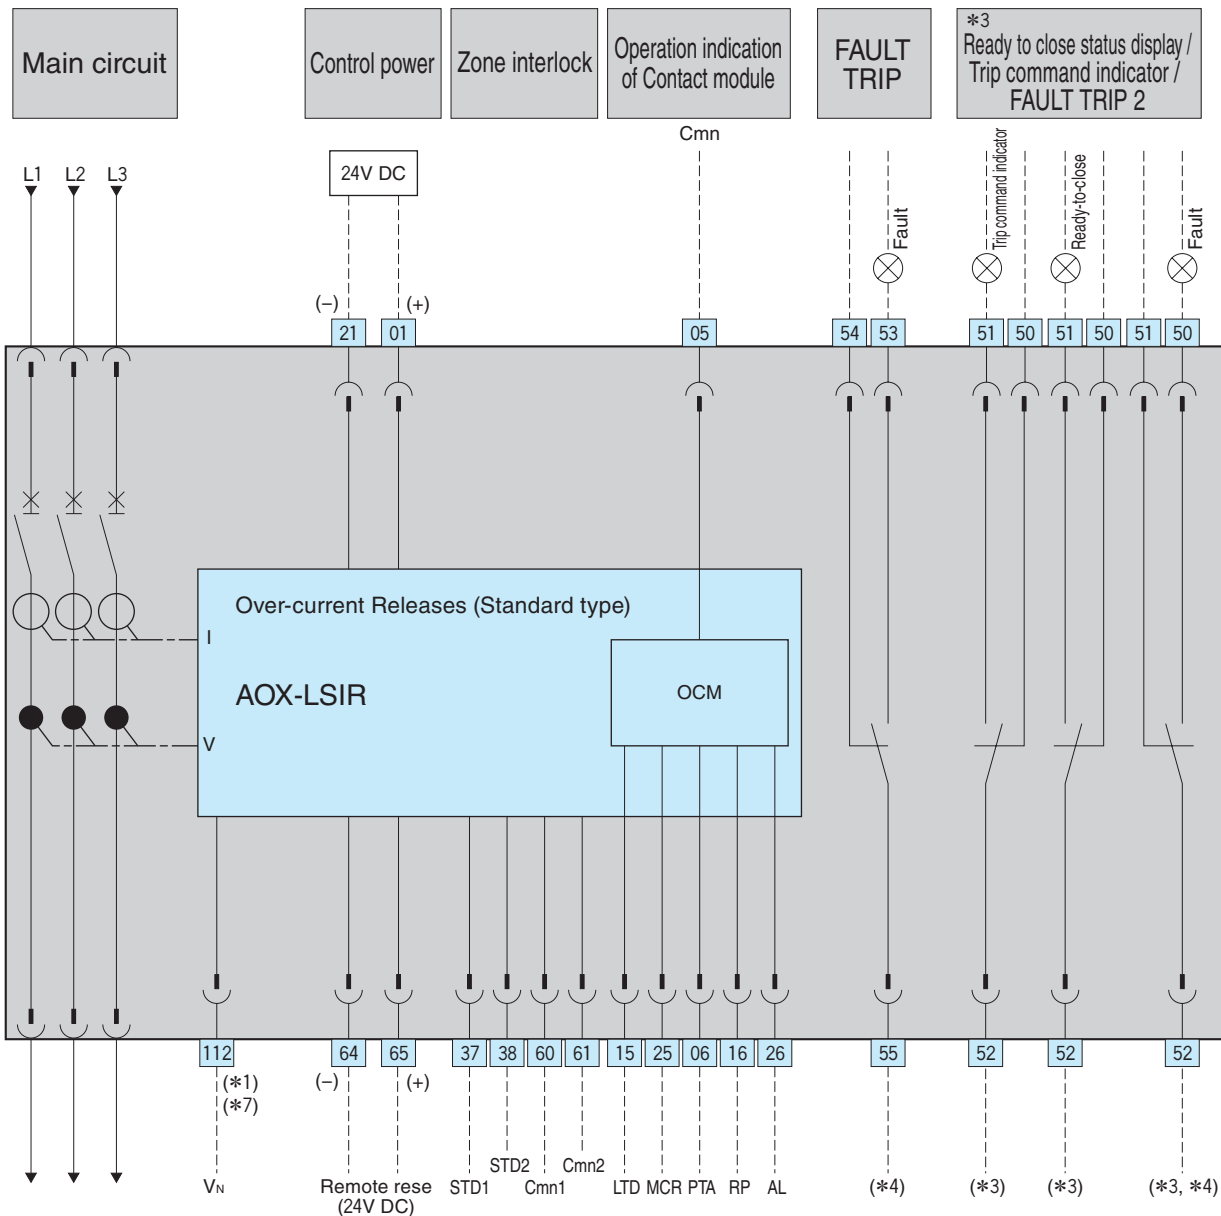 Main circuit
Control power
Zone interlock
Operation indication
of Contact module
FAULT
TRIP
*3
Ready to close status display /
Trip command indicator /
FAULT TRIP 2
Cmn
L1 L2 L3
24V DC
Fault
Trip command indicator
Ready-to-close
Fault
(–) (+)
21 01 05 54 53 51 50 51 50 51 50
Over-current Releases (Standard type)
I
AOX-LSIR
OCM
V
112 64 65 37 38 60 61 15 25 06 16 26 55 52 52 52
(*1) (–) (+)
(*7)
STD2 Cmn2
VN Remote rese STD1 Cmn1 LTD MCR PTA RP AL (*4) (*3) (*3) (*3, *4)
(24V DC)